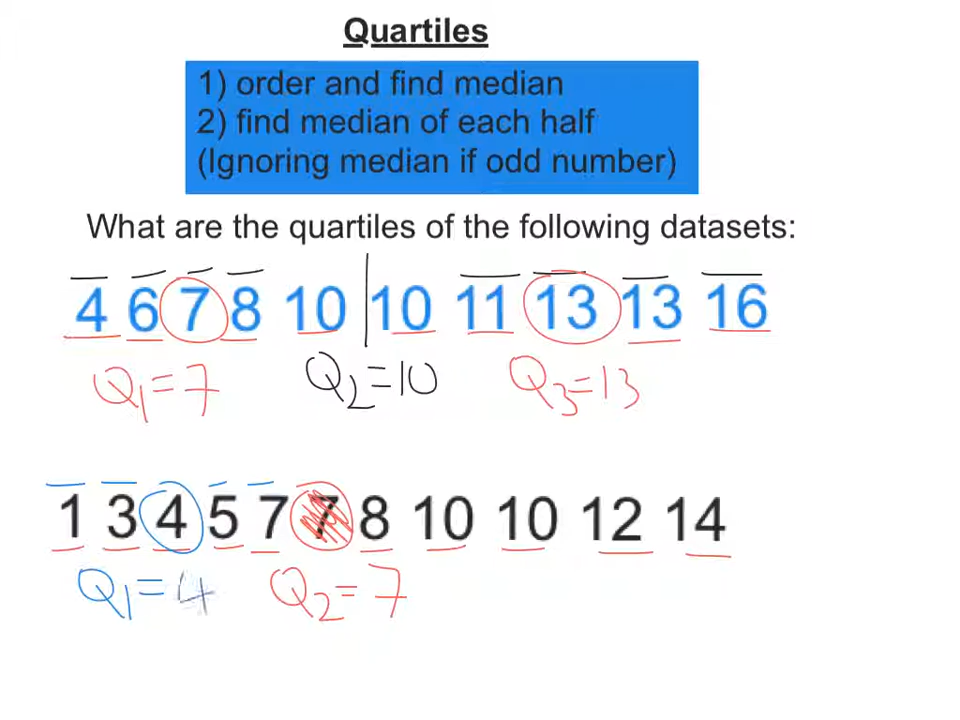 Quartiles
1) order and find median
2) find median of each half
(Ignoring median if odd number)
What are the quartiles of the following datasets:
4 6 7 8 10 10 11 13 13 16
Q1=7 Q2=10 Q3=13
1 3 4 5 7 7 8 10 10 12 14
Q1=4 Q2=7